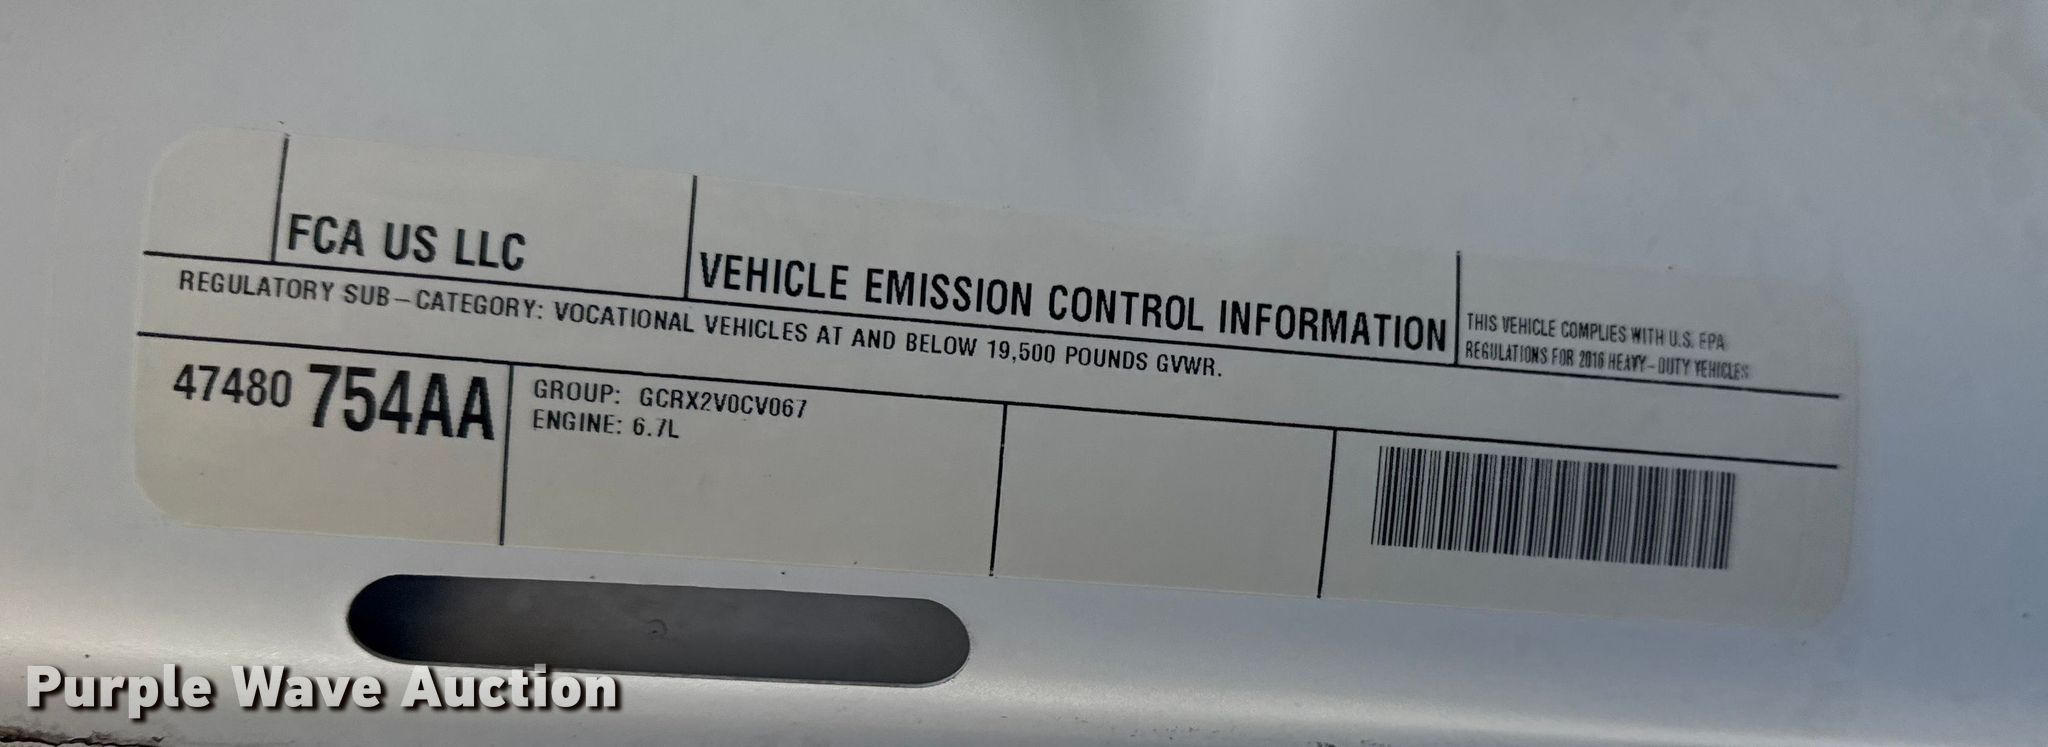 FCA US LLC
VEHICLE EMISSION CONTROL INFORMATION
THIS VEHICLE COMPLIES WITH U.S. EPA
REGULATIONS FOR 2016 HEAVY-DUTY VEHICLES
REGULATORY SUB-CATEGORY: VOCATIONAL VEHICLES AT AND BELOW 19,500 POUNDS GVWR.
47480 754AA
GROUP: GCRX2V0CV067
ENGINE: 6.7L
Purple Wave Auction